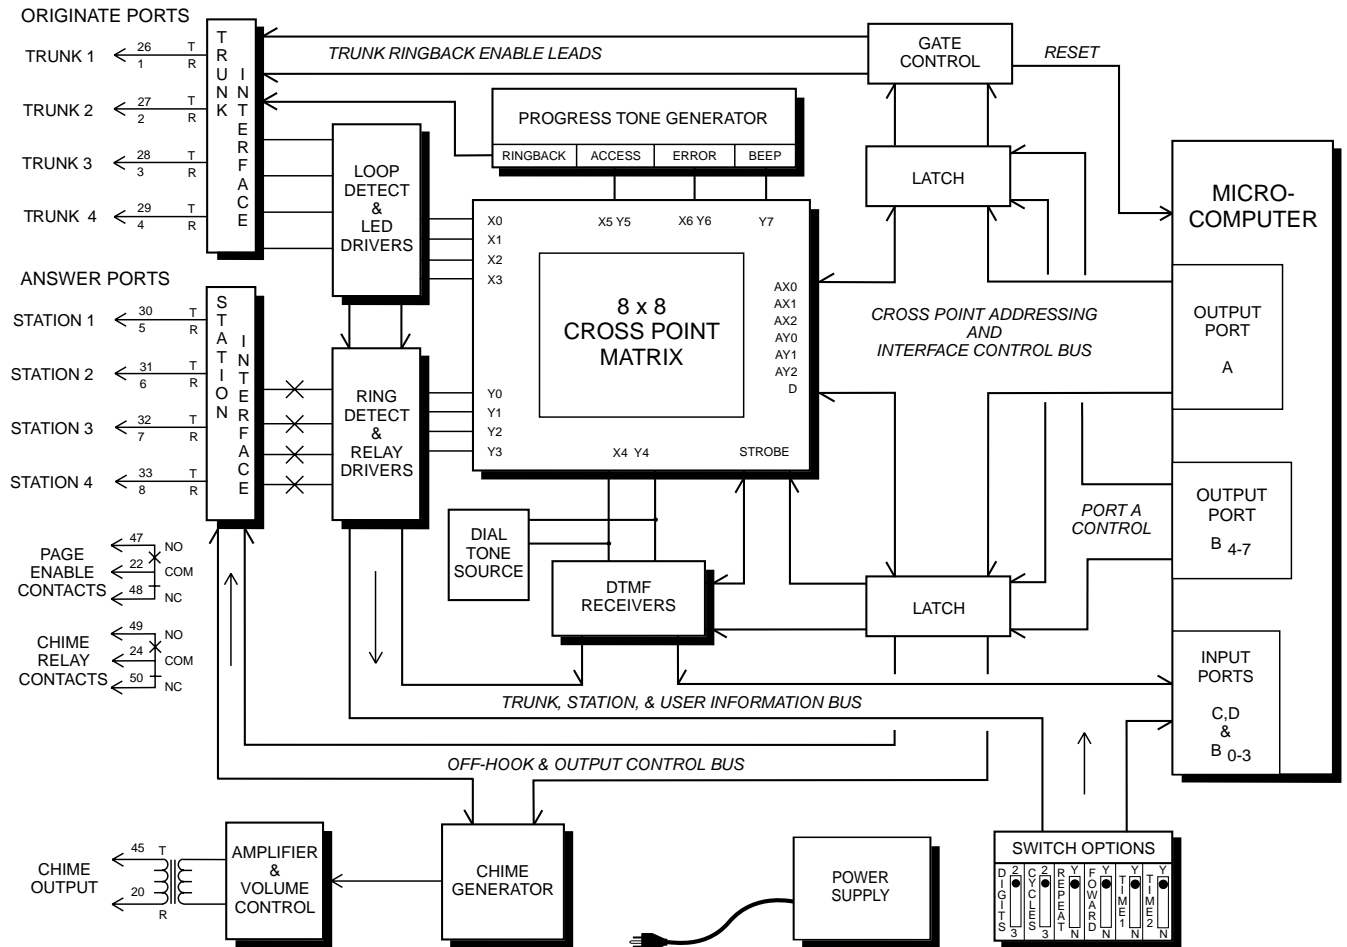 ORIGINATE PORTS
TRUNK 1
26
1
T
R
TRUNK 2
27
2
T
R
TRUNK 3
28
3
T
R
TRUNK 4
29
4
T
R
TRUNK
INTERFACE
TRUNK RINGBACK ENABLE LEADS
GATE
CONTROL
RESET
PROGRESS TONE GENERATOR
RINGBACK
ACCESS
ERROR
BEEP
LOOP
DETECT
&
LED
DRIVERS
LATCH
MICRO-
COMPUTER
X0
X1
X2
X3
X5 Y5
X6 Y6
Y7
8 x 8
CROSS POINT
MATRIX
AX0
AX1
AX2
AY0
AY1
AY2
D
Y0
Y1
Y2
Y3
X4 Y4
STROBE
CROSS POINT ADDRESSING
AND
INTERFACE CONTROL BUS
OUTPUT
PORT
A
ANSWER PORTS
STATION 1
30
5
T
R
STATION 2
31
6
T
R
STATION 3
32
7
T
R
STATION 4
33
8
T
R
STATION
INTERFACE
RING
DETECT
&
RELAY
DRIVERS
OUTPUT
PORT
B 4-7
PORT A
CONTROL
PAGE
ENABLE
CONTACTS
47
NO
22
COM
48
NC
DIAL
TONE
SOURCE
DTMF
RECEIVERS
LATCH
CHIME
RELAY
CONTACTS
49
NO
24
COM
50
NC
INPUT
PORTS
C,D
&
B 0-3
TRUNK, STATION, & USER INFORMATION BUS
OFF-HOOK & OUTPUT CONTROL BUS
CHIME
OUTPUT
45
T
20
R
AMPLIFIER
&
VOLUME
CONTROL
CHIME
GENERATOR
POWER
SUPPLY
SWITCH OPTIONS
DIGITS
2
3
CYCLES
2
3
REPEAT
Y
N
FOWARD
Y
N
TIME1
Y
N
TIME2
Y
N